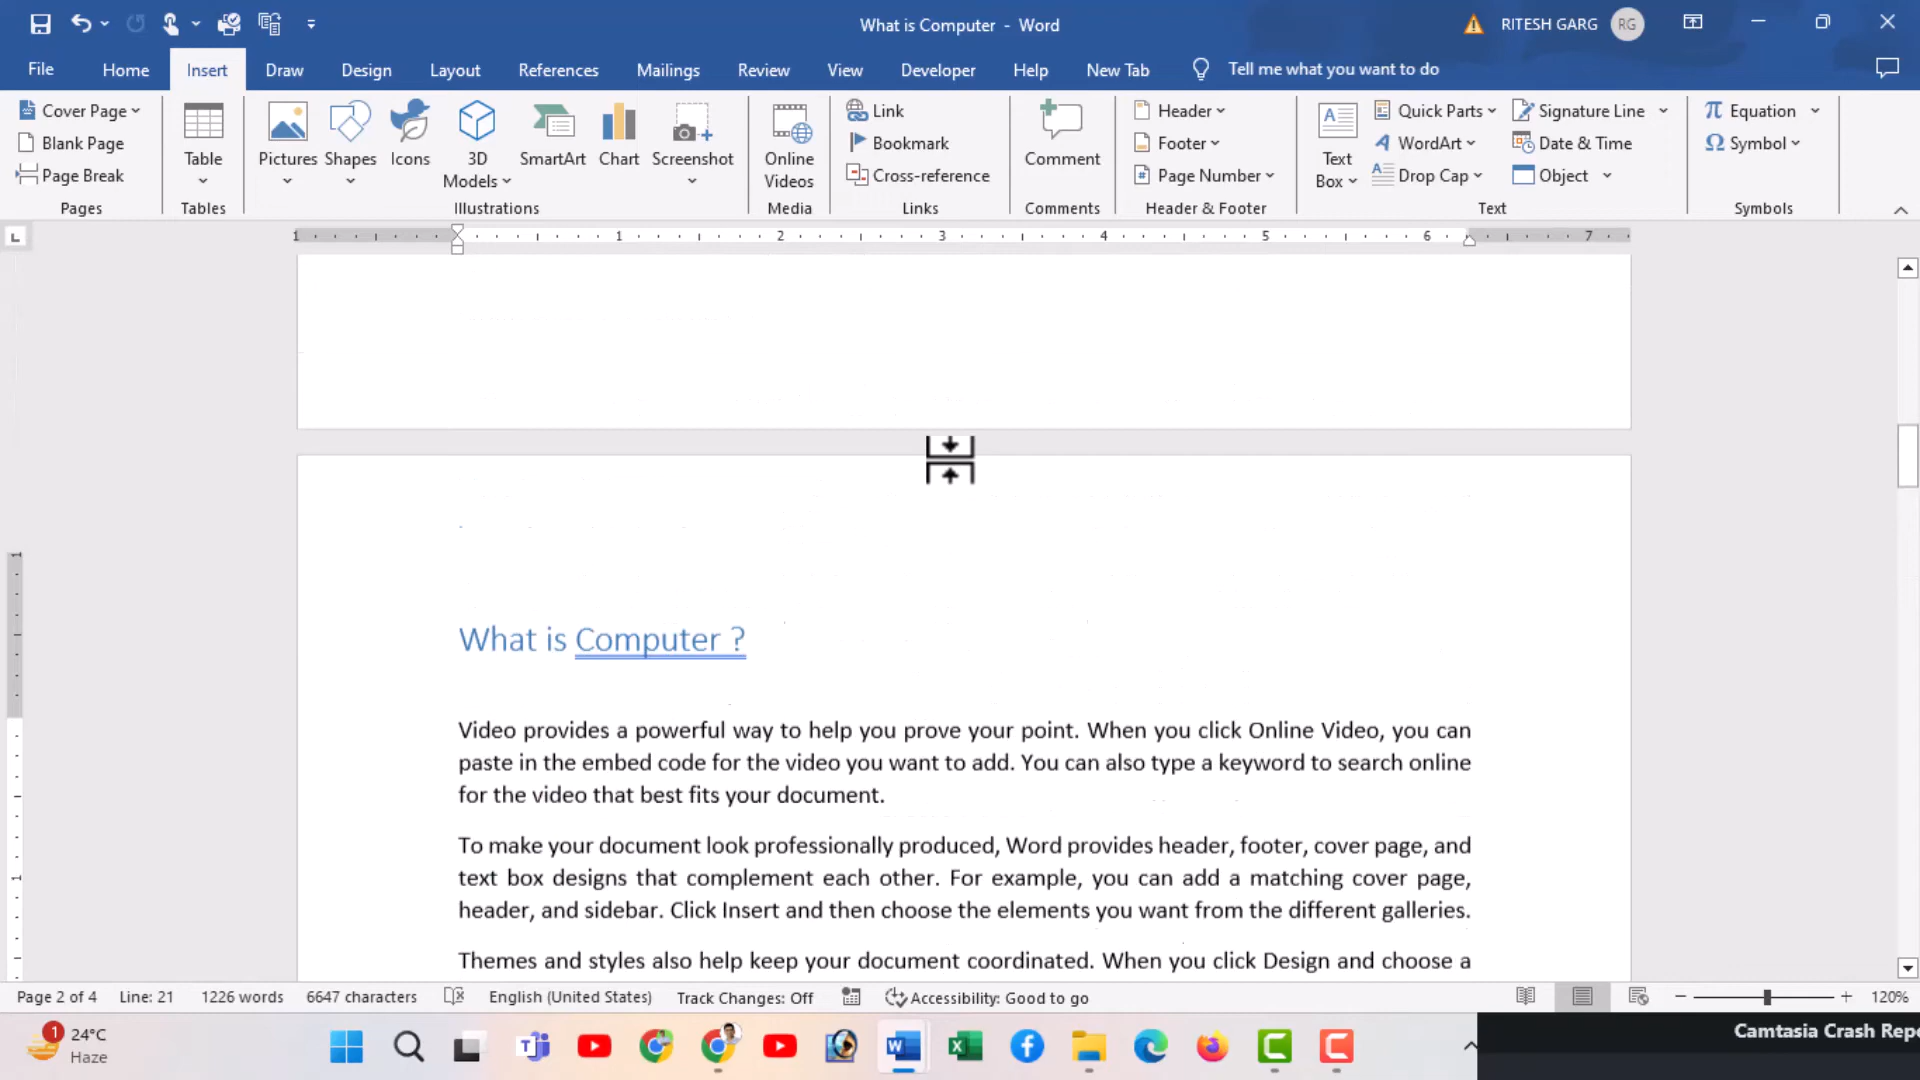 What is Computer - Word
RITESH GARG
RG
File
Home
Insert
Draw
Design
Layout
References
Mailings
Review
View
Developer
Help
New Tab
Tell me what you want to do
Cover Page
Blank Page
Page Break
Pages
Table
Tables
Pictures
Shapes
Icons
3D
Models
SmartArt
Chart
Screenshot
Illustrations
Online
Videos
Media
Link
Bookmark
Cross-reference
Links
Comment
Comments
Header
Footer
Page Number
Header & Footer
Text
Box
Quick Parts
WordArt
Drop Cap
Signature Line
Date & Time
Object
Text
Equation
Symbol
Symbols
1 1 2 3 4 5 6 7
What is Computer ?
Video provides a powerful way to help you prove your point. When you click Online Video, you can
paste in the embed code for the video you want to add. You can also type a keyword to search online
for the video that best fits your document.
To make your document look professionally produced, Word provides header, footer, cover page, and
text box designs that complement each other. For example, you can add a matching cover page,
header, and sidebar. Click Insert and then choose the elements you want from the different galleries.
Themes and styles also help keep your document coordinated. When you click Design and choose a
Page 2 of 4
Line: 21
1226 words
6647 characters
English (United States)
Track Changes: Off
Accessibility: Good to go
120%
1
24°C
Haze
Camtasia Crash Repo